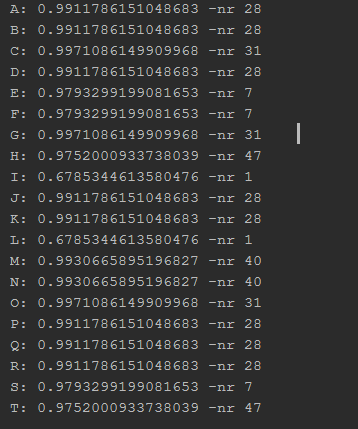 A: 0.9911786151048683 -nr 28
B: 0.9911786151048683 -nr 28
C: 0.9971086149909968 -nr 31
D: 0.9911786151048683 -nr 28
E: 0.9793299199081653 -nr 7
F: 0.9793299199081653 -nr 7
G: 0.9971086149909968 -nr 31
H: 0.9752000933738039 -nr 47
I: 0.6785344613580476 -nr 1
J: 0.9911786151048683 -nr 28
K: 0.9911786151048683 -nr 28
L: 0.6785344613580476 -nr 1
M: 0.9930665895196827 -nr 40
N: 0.9930665895196827 -nr 40
O: 0.9971086149909968 -nr 31
P: 0.9911786151048683 -nr 28
Q: 0.9911786151048683 -nr 28
R: 0.9911786151048683 -nr 28
S: 0.9793299199081653 -nr 7
T: 0.9752000933738039 -nr 47